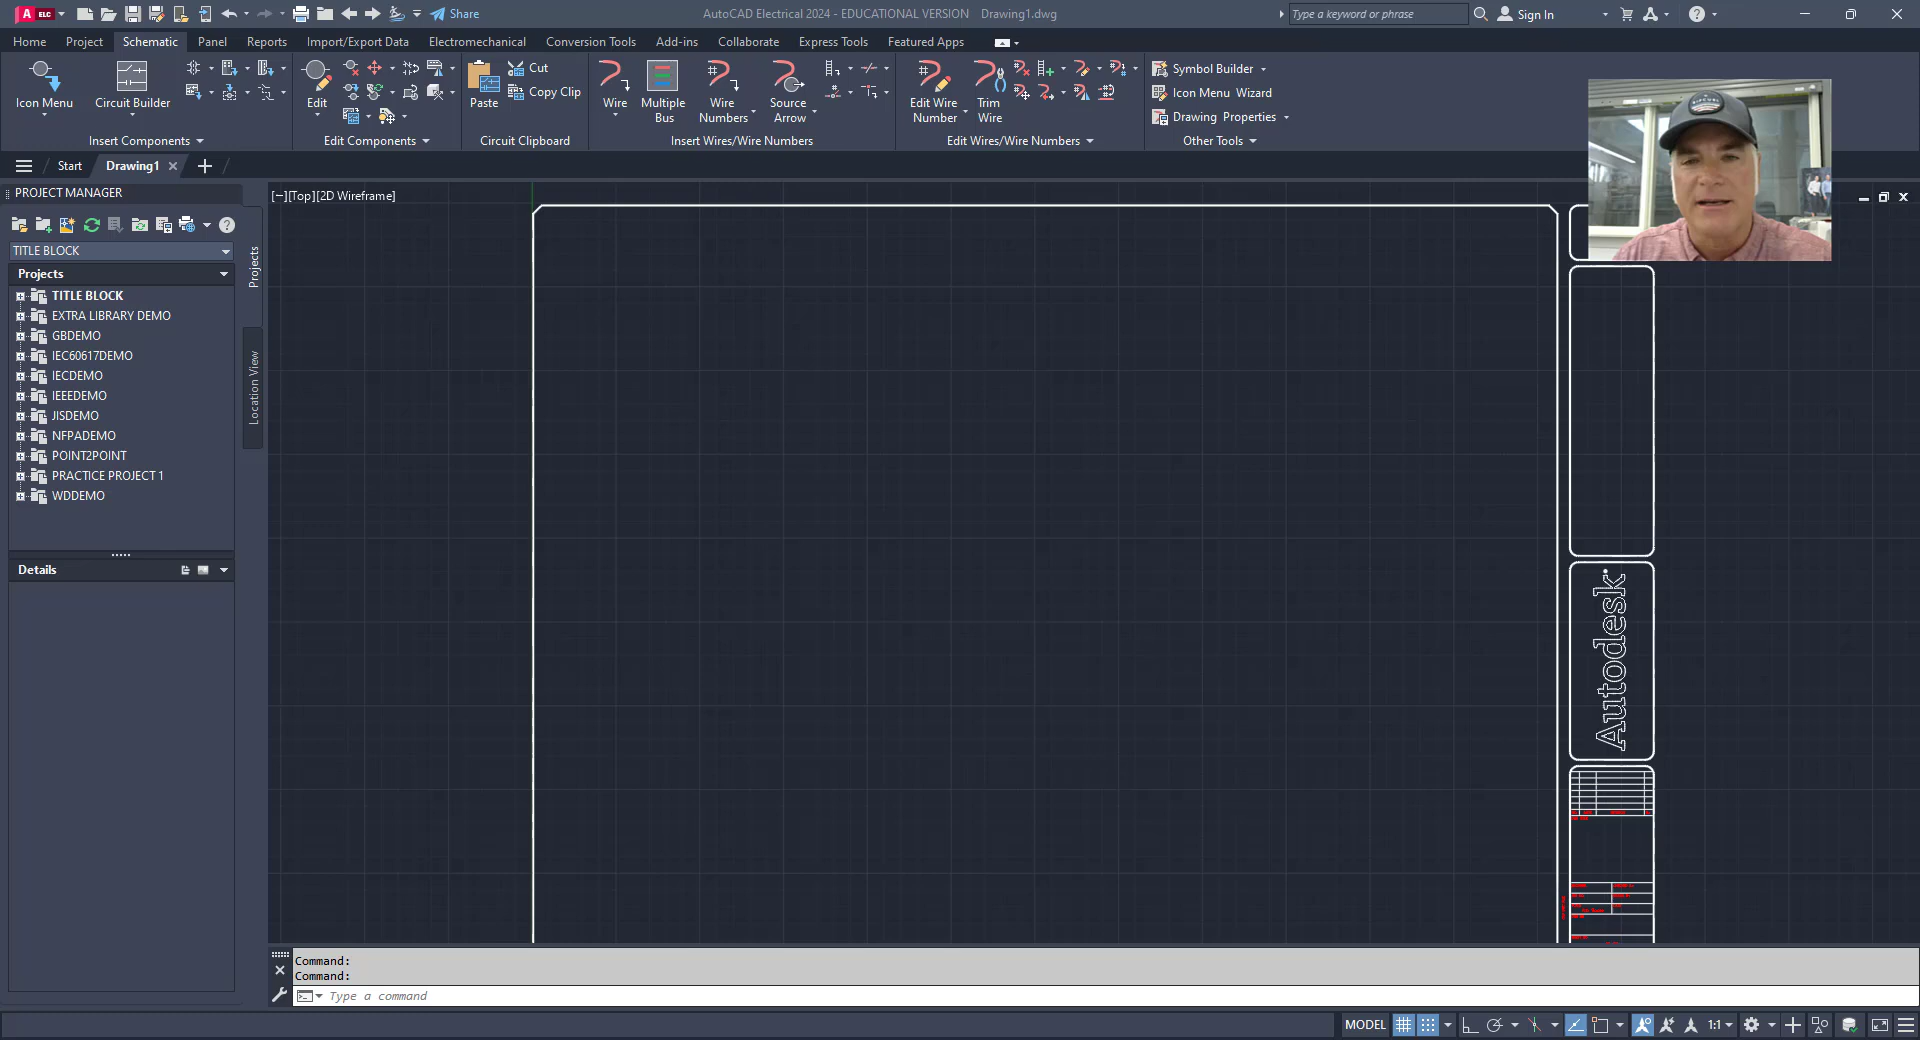 A ELC Share AutoCAD Electrical 2024 - EDUCATIONAL VERSION Drawing1.dwg Type a keyword or phrase Sign In
Home Project Schematic Panel Reports Import/Export Data Electromechanical Conversion Tools Add-ins Collaborate Express Tools Featured Apps
Icon Menu
Circuit Builder
Insert Components
Edit
Edit Components
Paste
Cut
Copy Clip
Circuit Clipboard
Wire
Multiple Bus
Wire Numbers
Source Arrow
Insert Wires/Wire Numbers
Edit Wire Number
Trim Wire
Edit Wires/Wire Numbers
Symbol Builder
Icon Menu Wizard
Drawing Properties
Other Tools
Start Drawing1
PROJECT MANAGER
TITLE BLOCK
Projects
TITLE BLOCK
EXTRA LIBRARY DEMO
GBDEMO
IEC60617DEMO
IECDEMO
IEEEDEMO
JISDEMO
NFPADEMO
POINT2POINT
PRACTICE PROJECT 1
WDDEMO
Details
Projects
Location View
[−][Top][2D Wireframe]
Autodesk
Command:
Command:
Type a command
MODEL 1:1